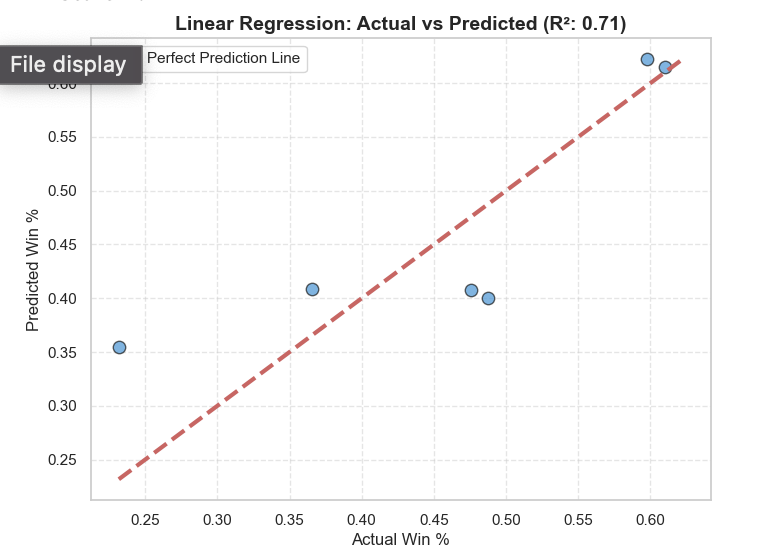 Linear Regression: Actual vs Predicted (R²: 0.71)
File display
Perfect Prediction Line
0.60
0.55
0.50
0.45
0.40
0.35
0.30
0.25
Predicted Win %
0.25 0.30 0.35 0.40 0.45 0.50 0.55 0.60
Actual Win %